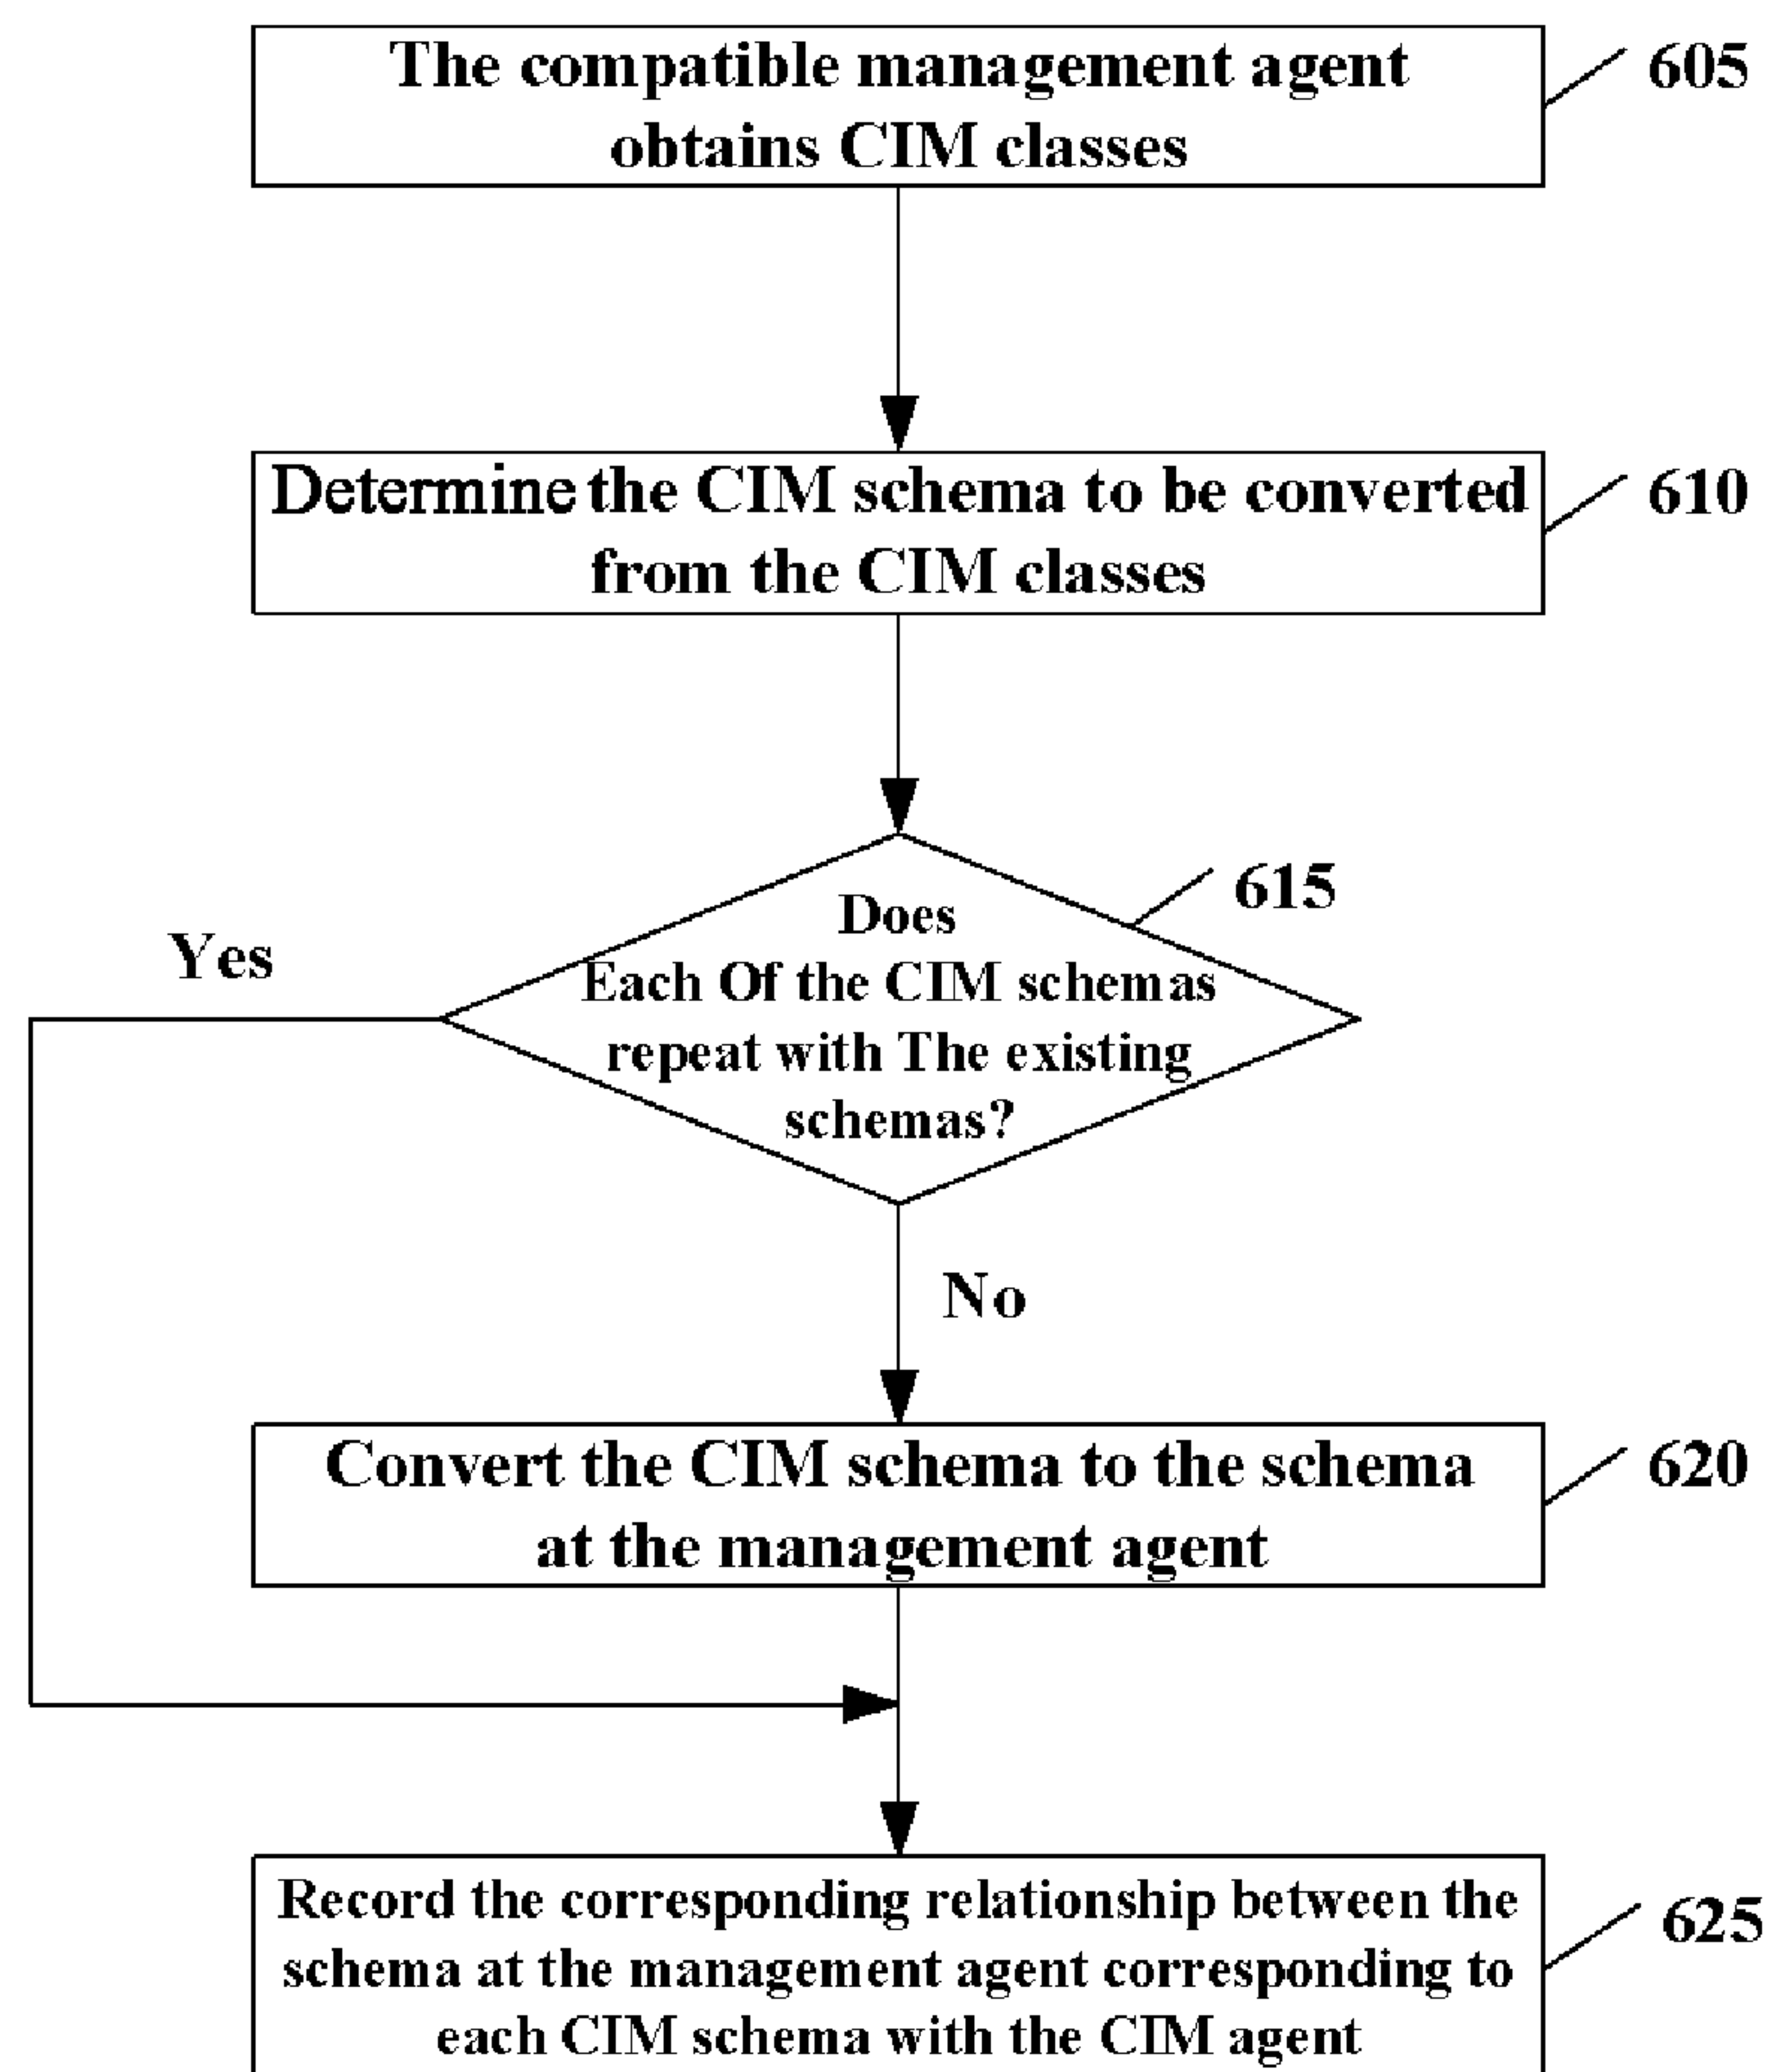 The compatible management agent
obtains CIM classes
605
Determine the CIM schema to be converted
from the CIM classes
610
Does
Each Of the CIM schemas
repeat with The existing
schemas?
615
Yes
No
Convert the CIM schema to the schema
at the management agent
620
Record the corresponding relationship between the
schema at the management agent corresponding to
each CIM schema with the CIM agent
625